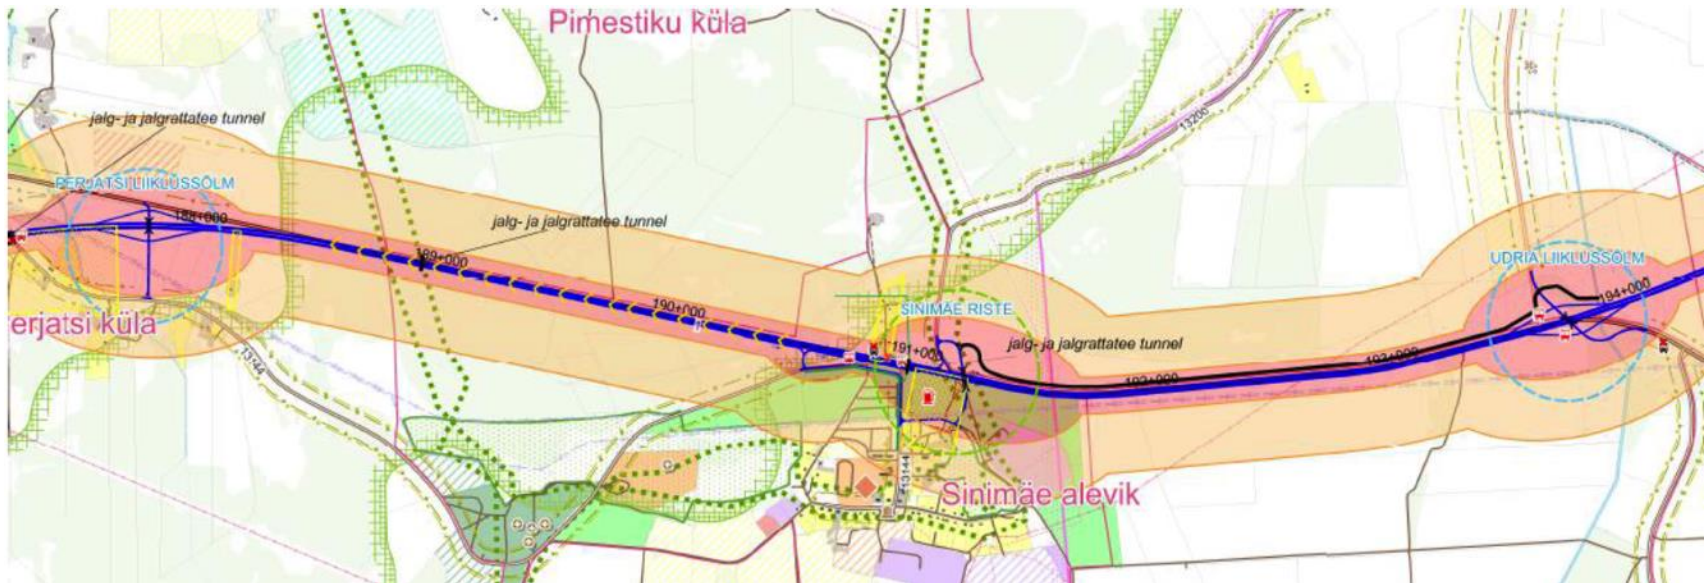 Pimestiku küla
jalg- ja jalgrattatee tunnel
13200
PERJATSI LIIKLUSSÕLM
188+000
jalg- ja jalgrattatee tunnel
189+000
UDRIA LIIKLUSSÕLM
190+000
194+000
SINIMÄE RISTE
erjatsi küla
191+000
jalg- ja jalgrattatee tunnel
193+000
13144
192+000
13144
Sinimäe alevik